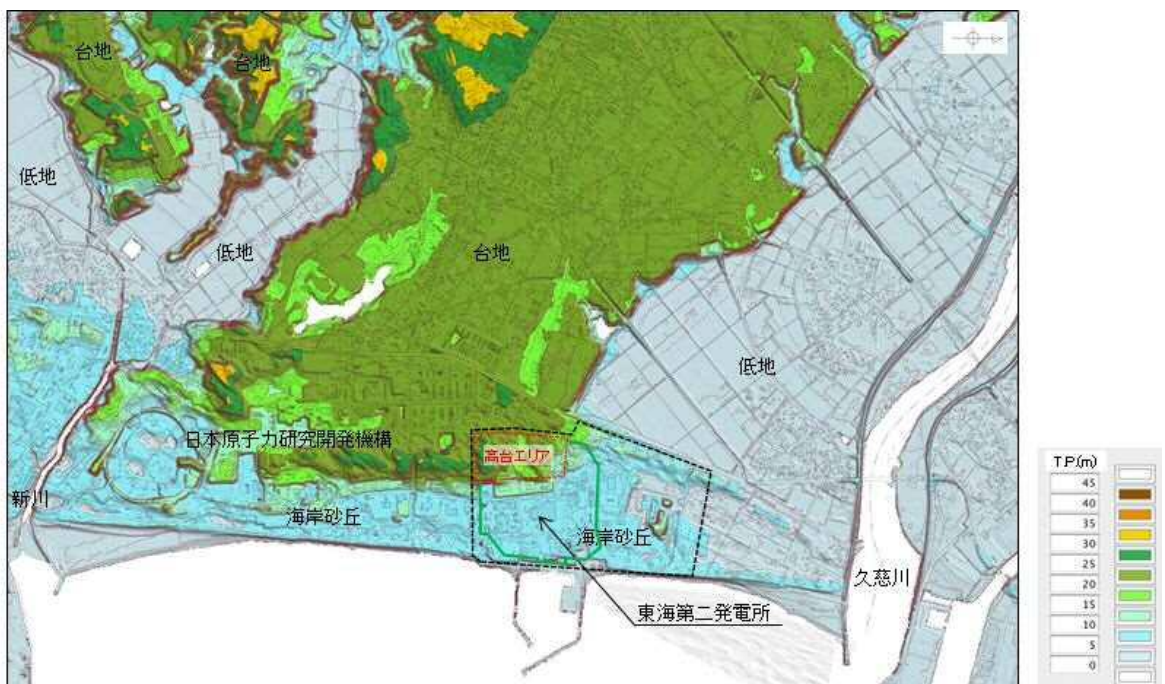 台地
台地
低地
低地
台地
低地
日本原子力研究開発機構
高台エリア
新川
海岸砂丘
海岸砂丘
久慈川
東海第二発電所
T.P.(m)
45
40
35
30
25
20
15
10
5
0